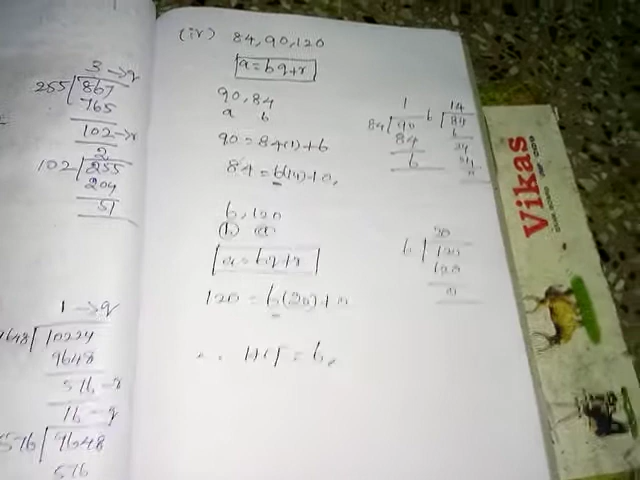 3 → r
255 | 867
765
102 → r
2
102 | 255
204
51
1 → q
9648 | 10224
9648
576 - r
16 - q
576 | 9648
576
(iv) 84, 90, 120
a = bq + r
90, 84
a b
90 = 84(1) + 6
84 = 6(14) + 0,
6, 120
(b) (a)
a = bq + r
120 = 6(20) + 0
∴ HCF = 6,
1
84 | 90
84
6
14
6 | 84
6
24
24
0
20
6 | 120
120
0
Vikas